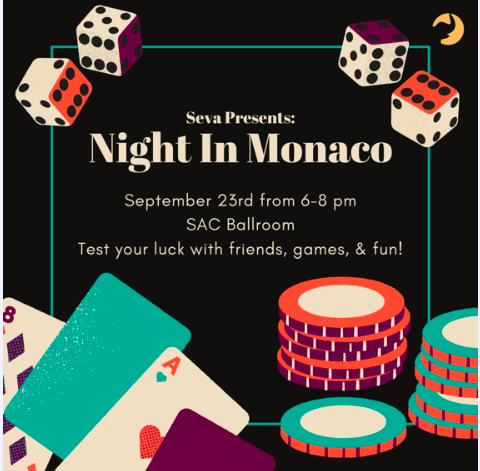 Seva Presents:
Night In Monaco
September 23rd from 6-8 pm
SAC Ballroom
Test your luck with friends, games, & fun!
8
A